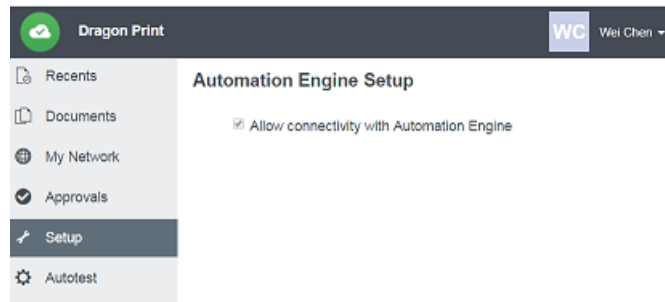 Dragon Print
WC Wei Chen
Recents
Documents
My Network
Approvals
Setup
Autotest
Automation Engine Setup
Allow connectivity with Automation Engine